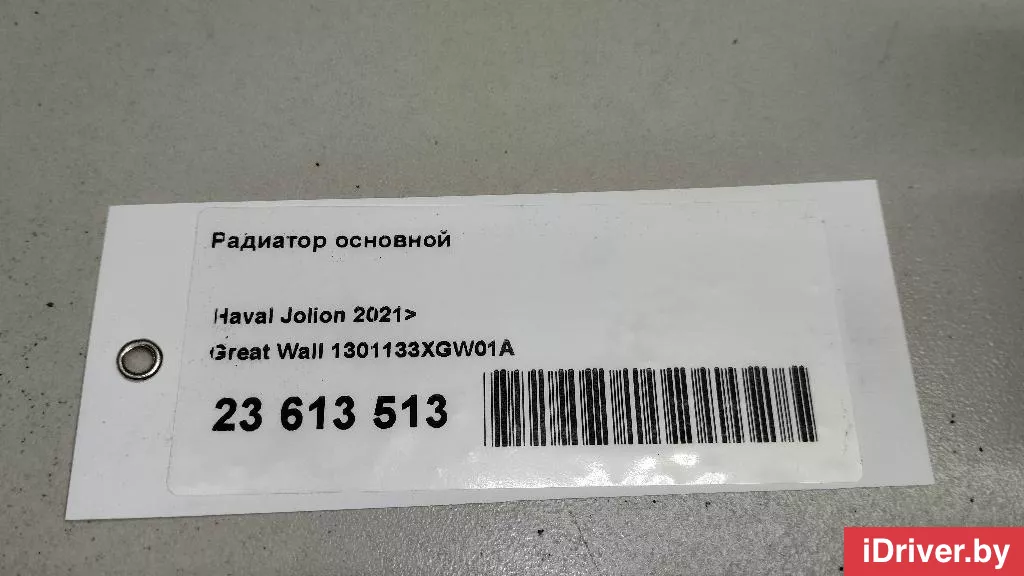 Радиатор основной
Haval Jolion 2021>
Great Wall 1301133XGW01A
23 613 513
iDriver.by